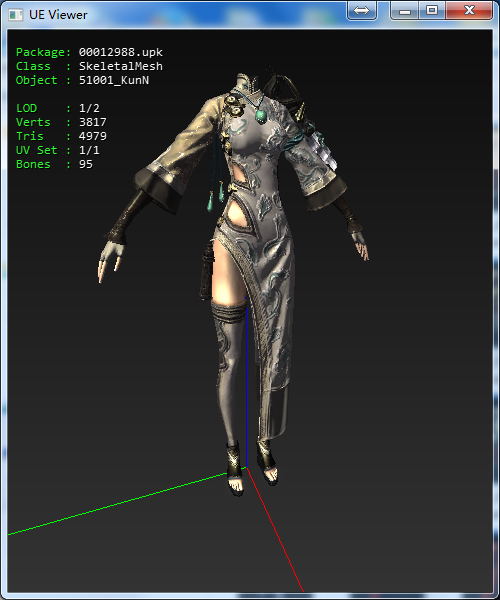 UE Viewer
Package: 00012988.upk
Class  : SkeletalMesh
Object : 51001_KunN
LOD    : 1/2
Verts  : 3817
Tris   : 4979
UV Set : 1/1
Bones  : 95